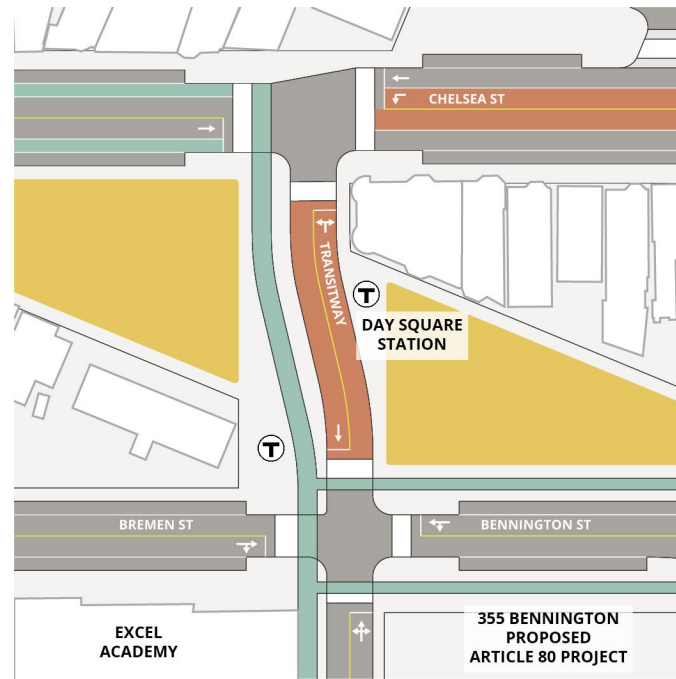 CHELSEA ST
TRANSITWAY
T
DAY SQUARE
STATION
T
BREMEN ST
BENNINGTON ST
EXCEL
ACADEMY
355 BENNINGTON
PROPOSED
ARTICLE 80 PROJECT